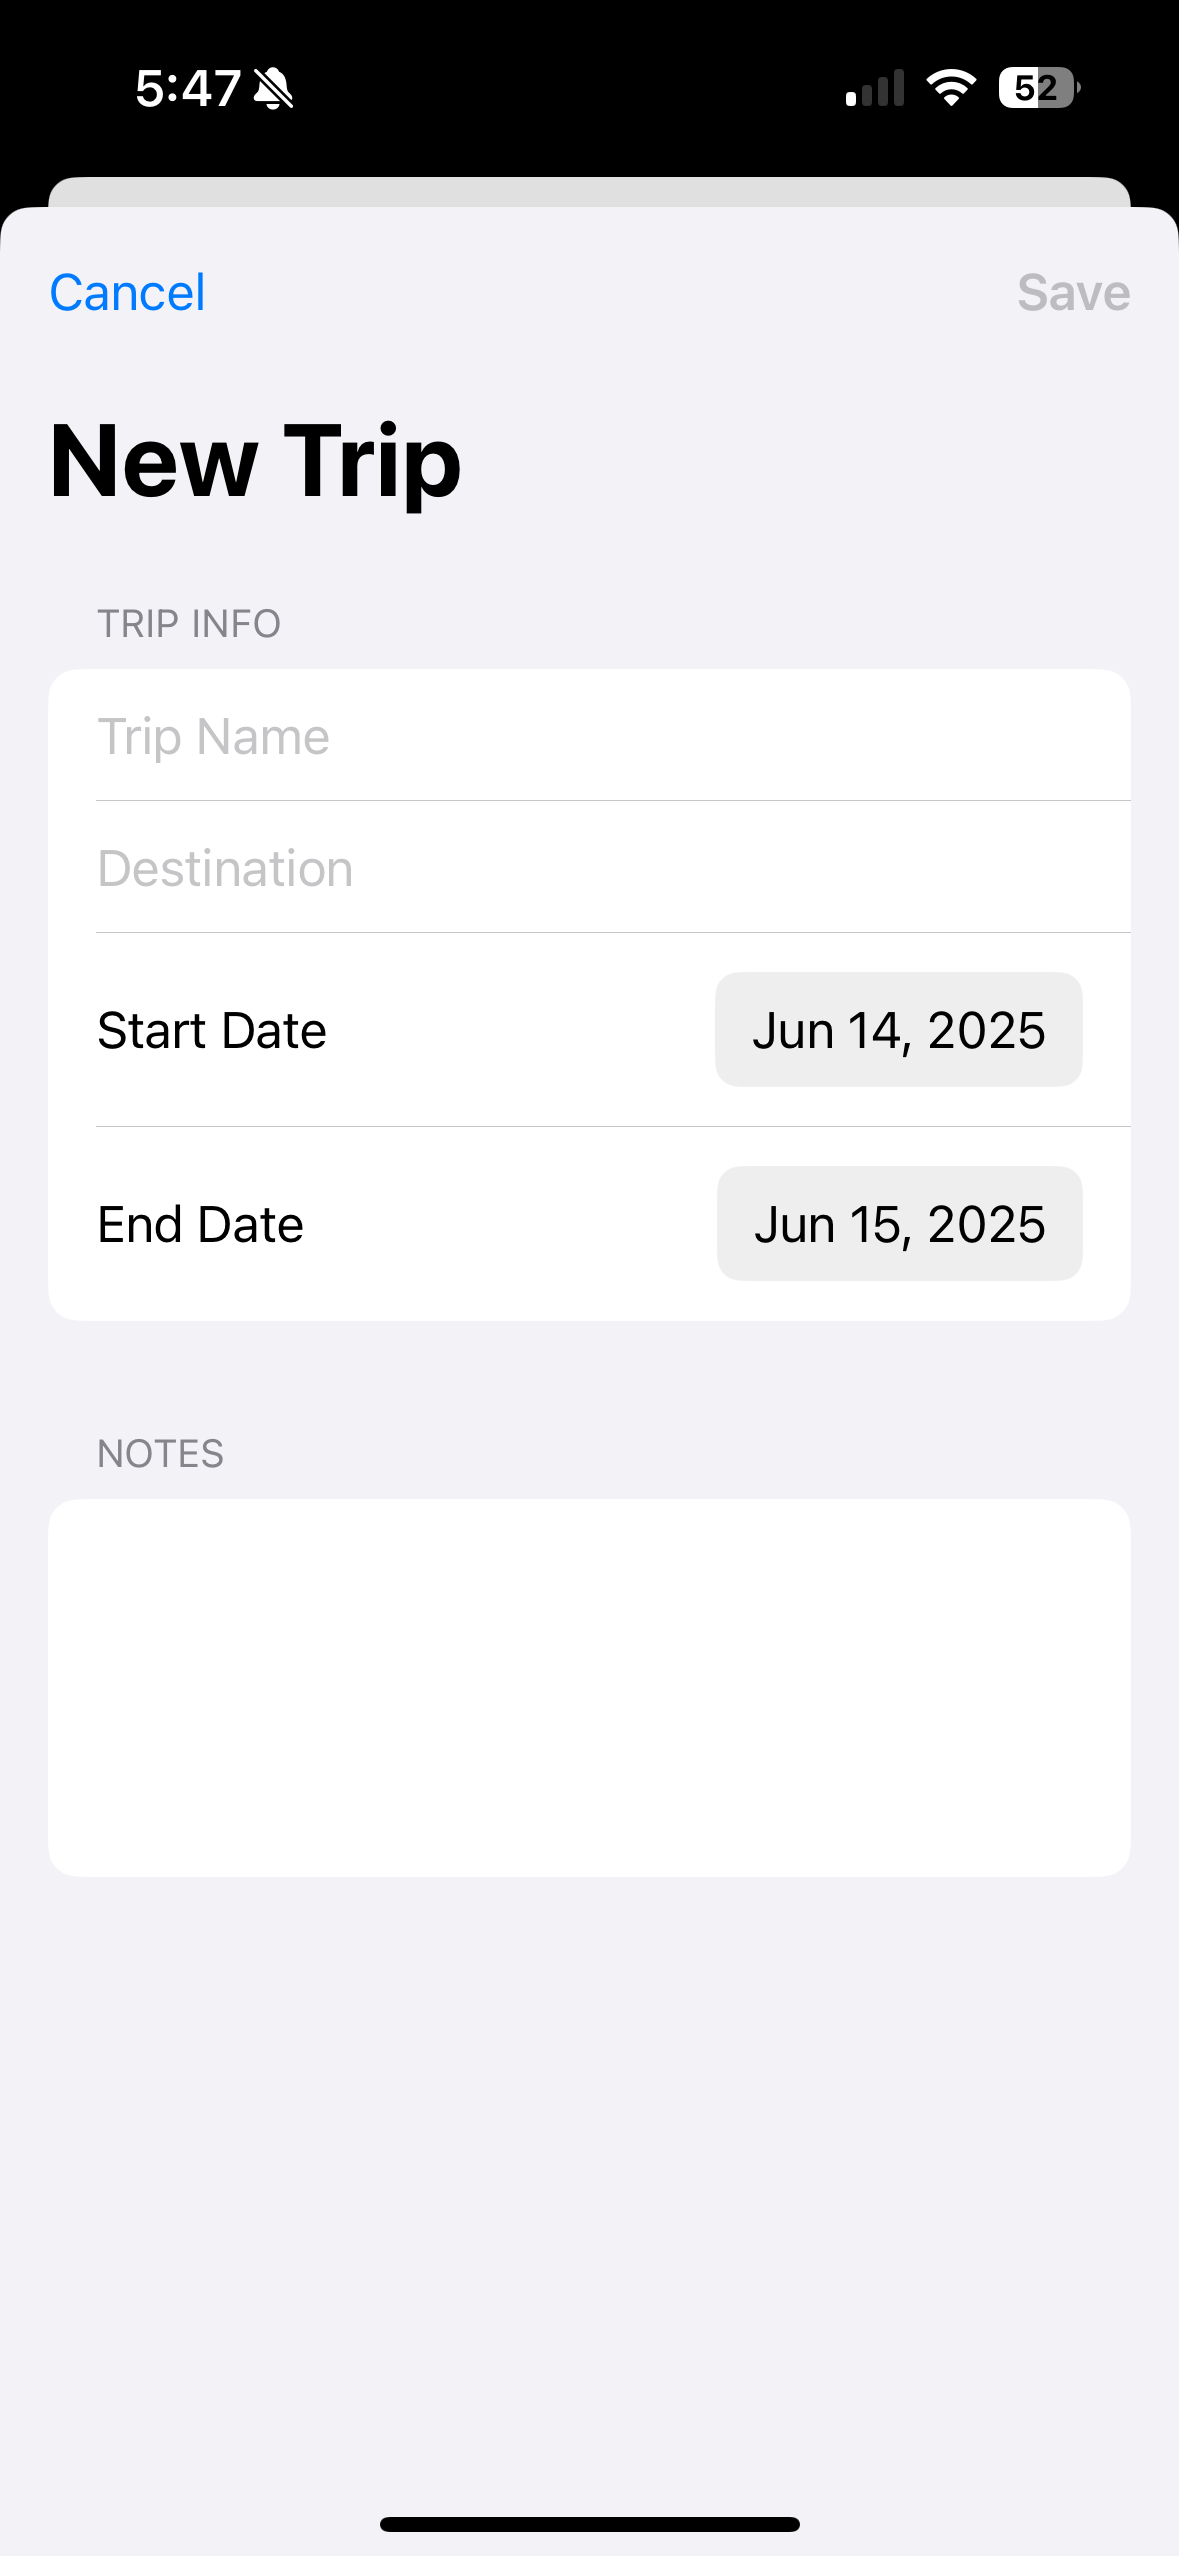 5:47
52
Cancel
Save
New Trip
TRIP INFO
Trip Name
Destination
Start Date
Jun 14, 2025
End Date
Jun 15, 2025
NOTES